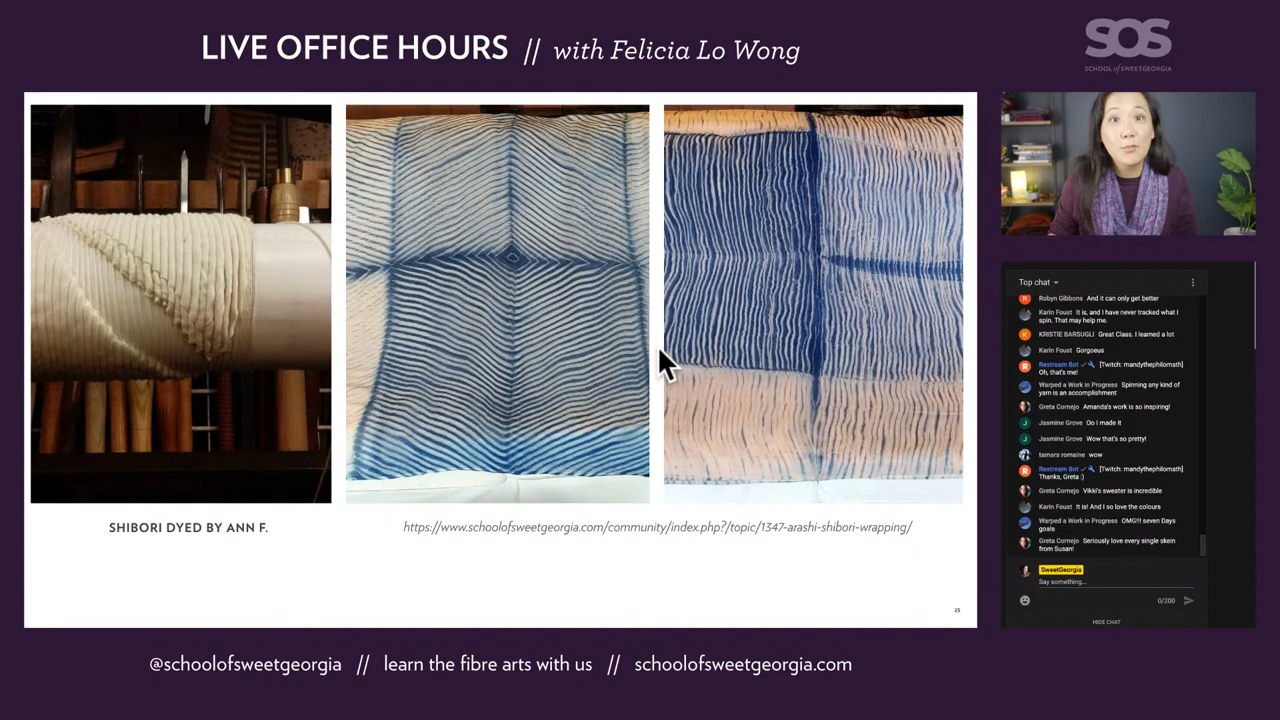 LIVE OFFICE HOURS // with Felicia Lo Wong
SOS
SCHOOL of SWEETGEORGIA
SHIBORI DYED BY ANN F.
https://www.schoolofsweetgeorgia.com/community/index.php?/topic/1347-arashi-shibori-wrapping/
25
Top chat
Robyn Gibbons And it can only get better
Karin Foust It is, and I have never tracked what I
spin. That may help me.
KRISTIE BARSUGLI Great Class. I learned a lot
Karin Foust Gorgoeus
Restream Bot [Twitch: mandythephilomath]
Oh, that's me!
Warped a Work in Progress Spinning any kind of
yarn is an accomplishment
Greta Cornejo Amanda's work is so inspiring!
Jasmine Grove Oo I made it
Jasmine Grove Wow that's so pretty!
tamara romaine wow
Restream Bot [Twitch: mandythephilomath]
Thanks, Greta :)
Greta Cornejo Vikki's sweater is incredible
Karin Foust It is! And I so love the colours
Warped a Work in Progress OMG!!! seven Days
goals
Greta Cornejo Seriously love every single skein
from Susan!
SweetGeorgia
Say something...
0/200
HIDE CHAT
@schoolofsweetgeorgia // learn the fibre arts with us // schoolofsweetgeorgia.com